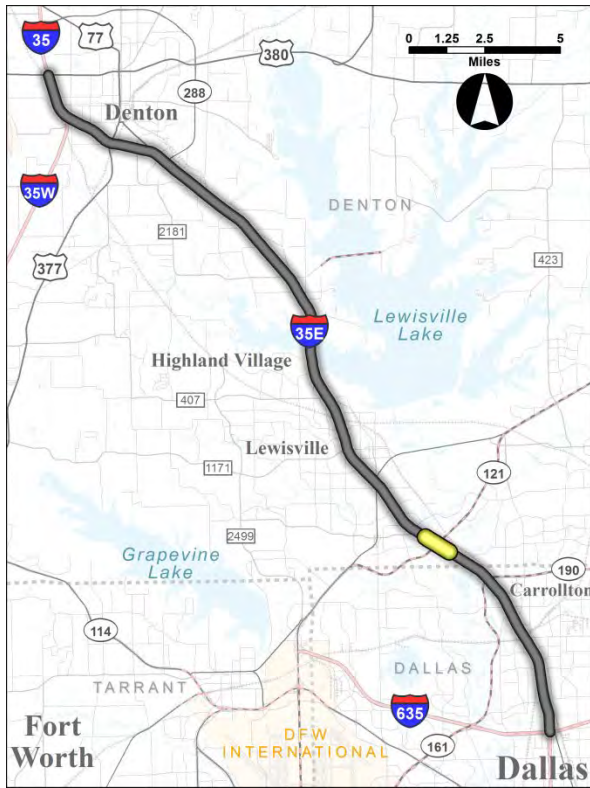 35
77
380
0 1.25 2.5 5
Miles
288
Denton
35W
DENTON
2181
377
423
Lewisville
Lake
35E
Highland Village
407
Lewisville
1171
121
2499
Grapevine
Lake
190
Carrollton
114
DALLAS
TARRANT
635
Fort
Worth
DFW
INTERNATIONAL
161
Dallas